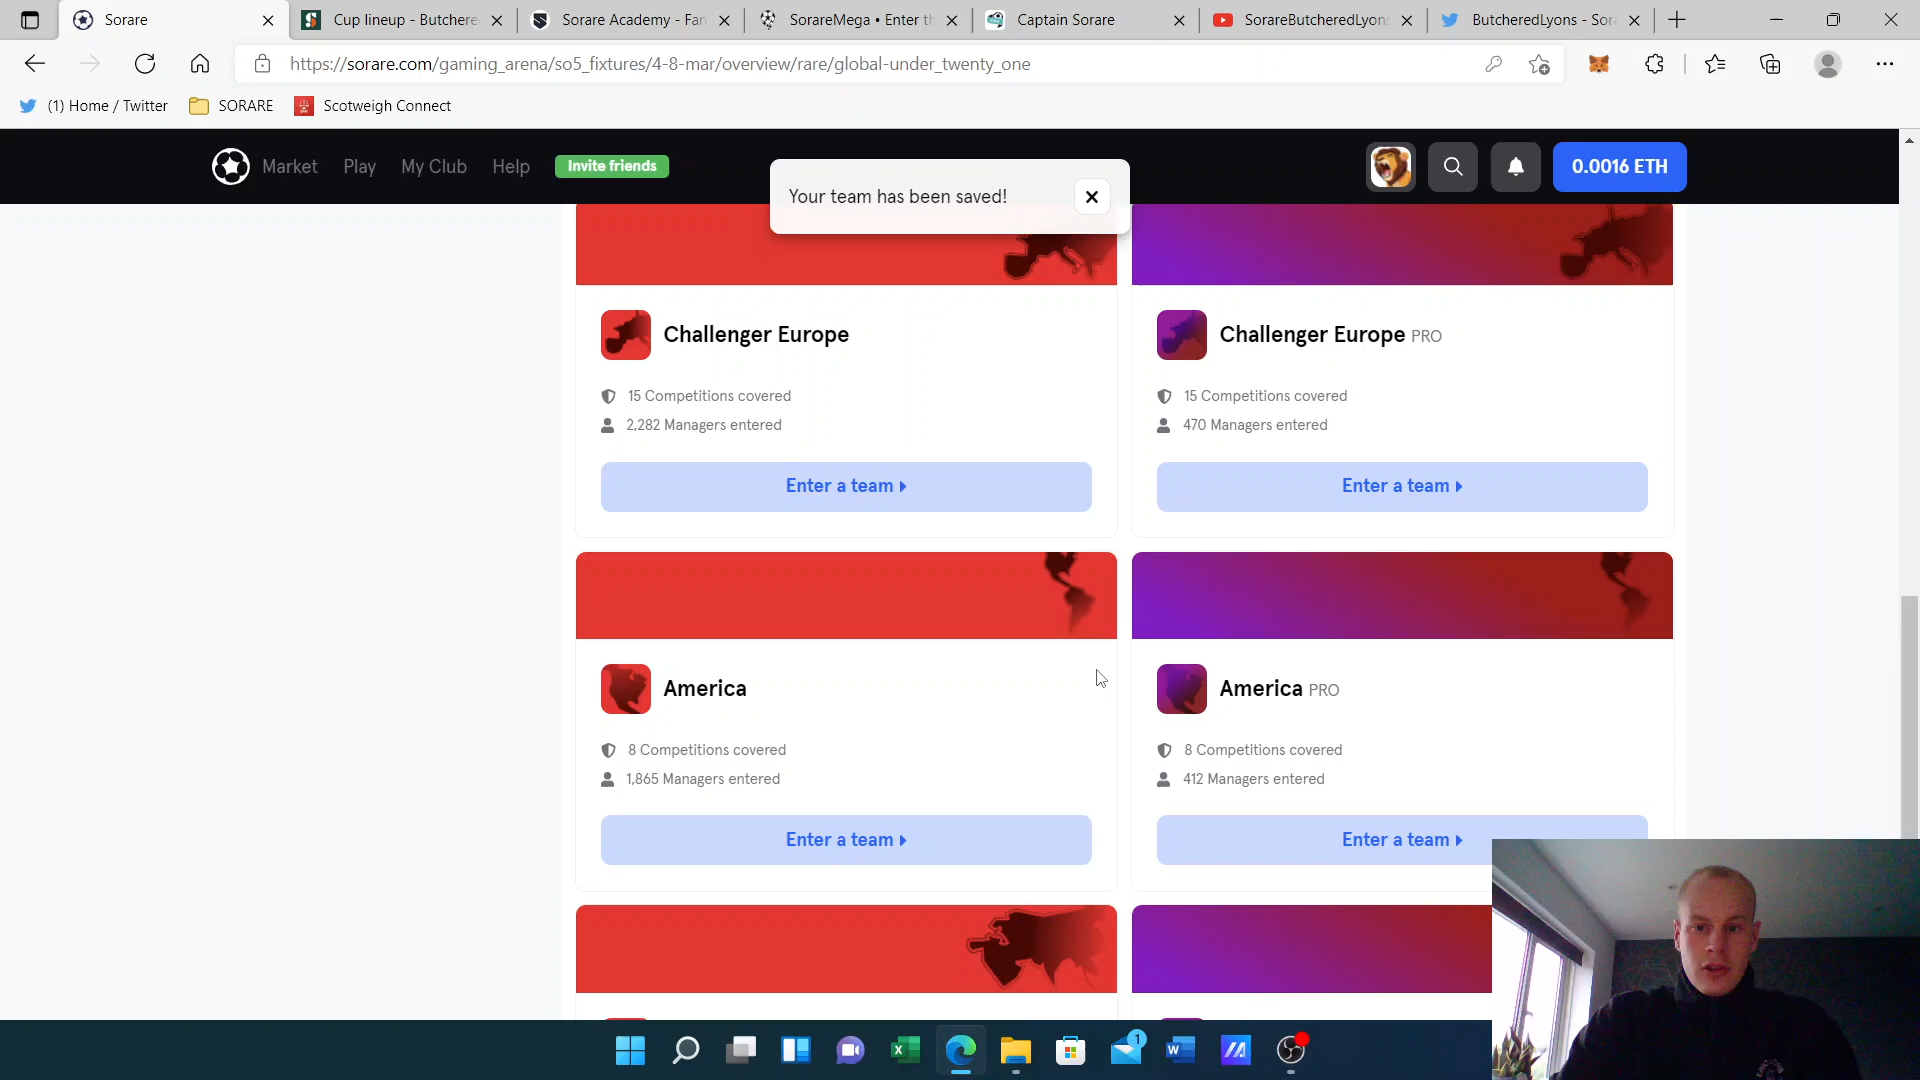 Sorare
Cup lineup - Butchere
Sorare Academy - Fan
SorareMega • Enter th
Captain Sorare
SorareButcheredLyons
ButcheredLyons - Sora
https://sorare.com/gaming_arena/so5_fixtures/4-8-mar/overview/rare/global-under_twenty_one
(1) Home / Twitter
SORARE
Scotweigh Connect
Market
Play
My Club
Help
Invite friends
0.0016 ETH
Your team has been saved!
Challenger Europe
15 Competitions covered
2,282 Managers entered
Enter a team
Challenger Europe PRO
15 Competitions covered
470 Managers entered
Enter a team
America
8 Competitions covered
1,865 Managers entered
Enter a team
America PRO
8 Competitions covered
412 Managers entered
Enter a team
1